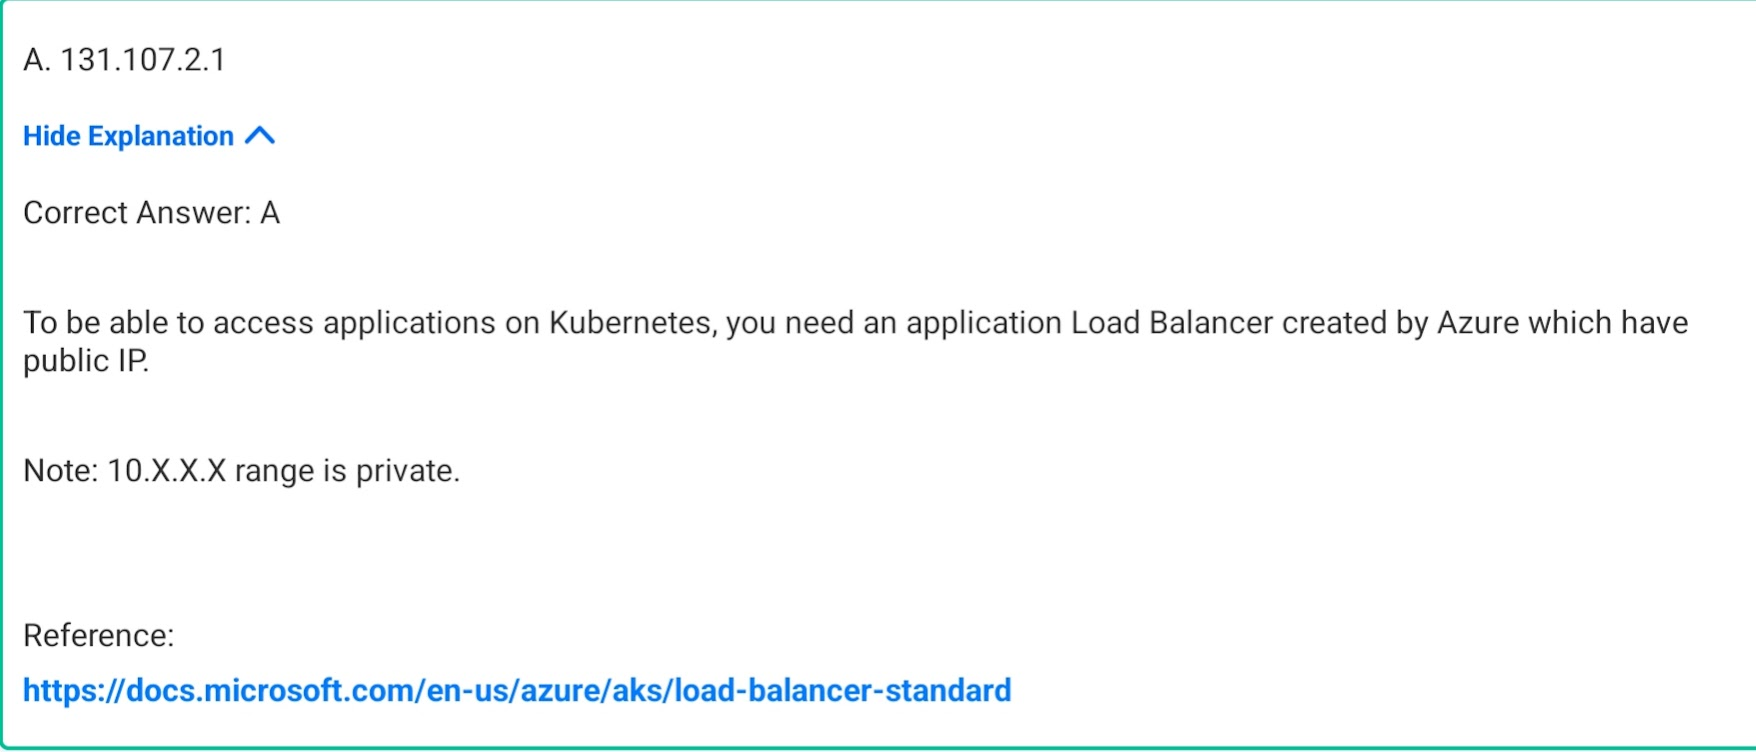 A. 131.107.2.1
Hide Explanation
Correct Answer: A
To be able to access applications on Kubernetes, you need an application Load Balancer created by Azure which have
public IP.
Note: 10.X.X.X range is private.
Reference:
https://docs.microsoft.com/en-us/azure/aks/load-balancer-standard